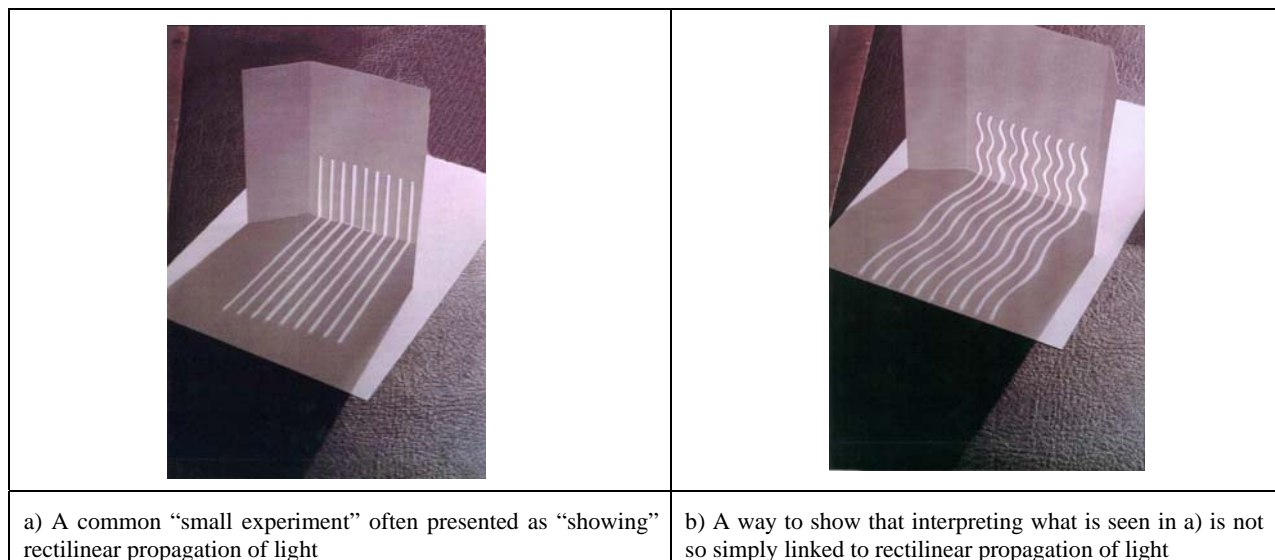 a) A common “small experiment” often presented as “showing”
rectilinear propagation of light
b) A way to show that interpreting what is seen in a) is not
so simply linked to rectilinear propagation of light